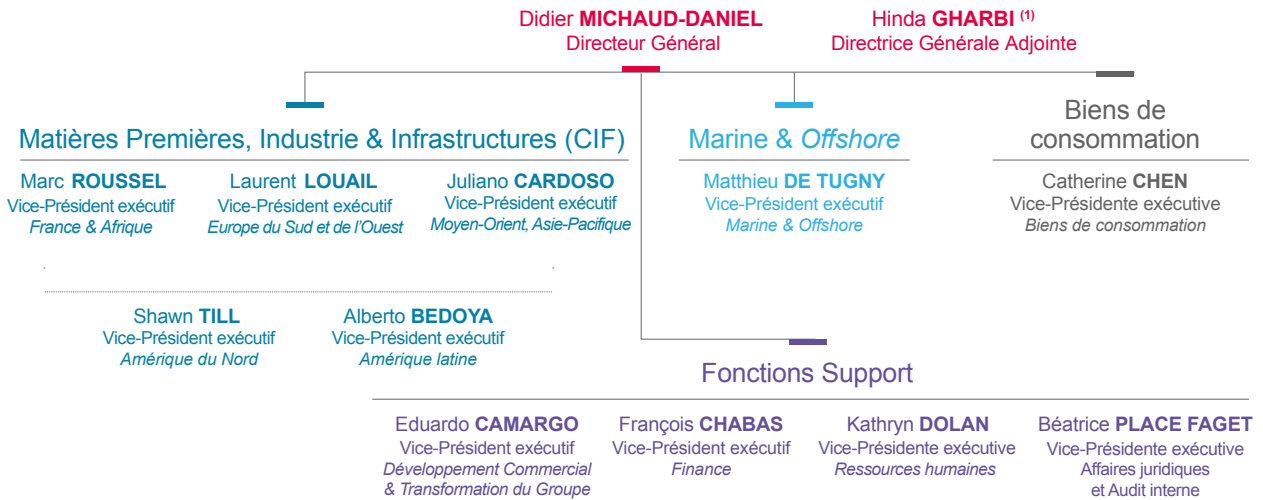 Didier MICHAUD-DANIEL
Directeur Général
Hinda GHARBI (1)
Directrice Générale Adjointe
Matières Premières, Industrie & Infrastructures (CIF)
Marc ROUSSEL
Vice-Président exécutif
France & Afrique
Laurent LOUAIL
Vice-Président exécutif
Europe du Sud et de l'Ouest
Juliano CARDOSO
Vice-Président exécutif
Moyen-Orient, Asie-Pacifique
Shawn TILL
Vice-Président exécutif
Amérique du Nord
Alberto BEDOYA
Vice-Président exécutif
Amérique latine
Marine & Offshore
Matthieu DE TUGNY
Vice-Président exécutif
Marine & Offshore
Biens de
consommation
Catherine CHEN
Vice-Présidente exécutive
Biens de consommation
Fonctions Support
Eduardo CAMARGO
Vice-Président exécutif
Développement Commercial
& Transformation du Groupe
François CHABAS
Vice-Président exécutif
Finance
Kathryn DOLAN
Vice-Présidente exécutive
Ressources humaines
Béatrice PLACE FAGET
Vice-Présidente exécutive
Affaires juridiques
et Audit interne